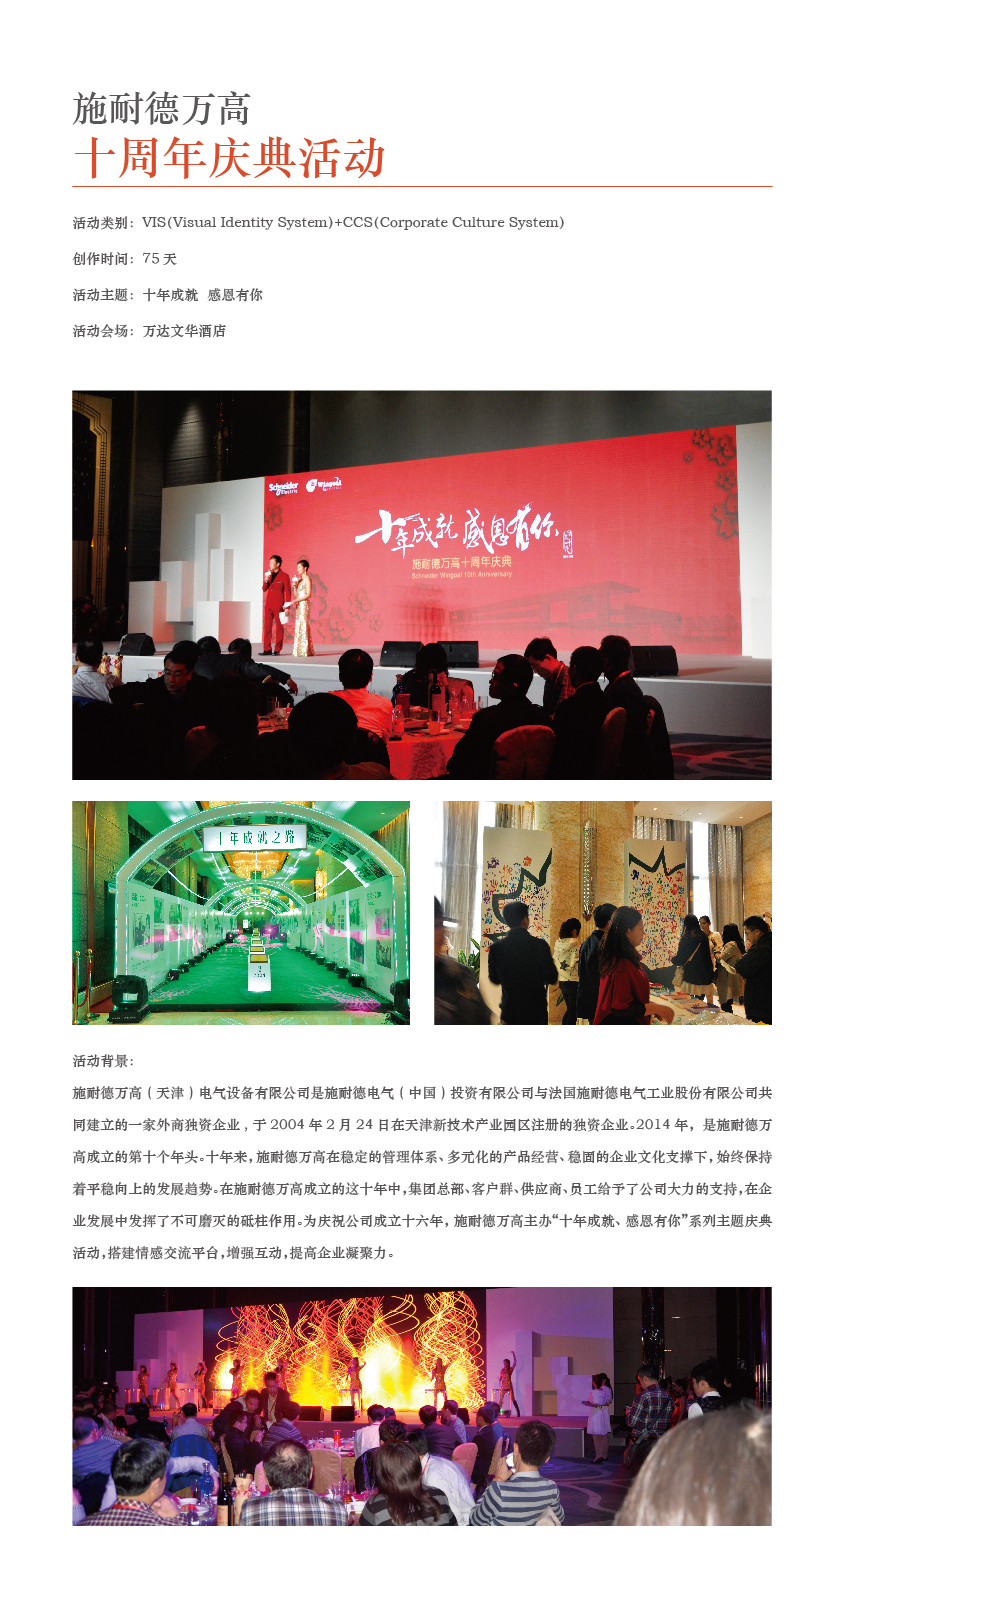 施耐德万高
十周年庆典活动
活动类别：VIS(Visual Identity System)+CCS(Corporate Culture System)
创作时间：75 天
活动主题：十年成就 感恩有你
活动会场：万达文华酒店
Schneider Electric Wingoal
十年成就 感恩有你
施耐德万高十周年庆典
Schneider Wingoal 10th Anniversary
十年成就之路
活动背景：
施耐德万高（天津）电气设备有限公司是施耐德电气（中国）投资有限公司与法国施耐德电气工业股份有限公司共
同建立的一家外商独资企业，于 2004 年 2 月 24 日在天津新技术产业园区注册的独资企业。2014 年，是施耐德万
高成立的第十个年头。十年来，施耐德万高在稳定的管理体系、多元化的产品经营、稳固的企业文化支撑下，始终保持
着平稳向上的发展趋势。在施耐德万高成立的这十年中，集团总部、客户群、供应商、员工给予了公司大力的支持，在企
业发展中发挥了不可磨灭的砥柱作用。为庆祝公司成立十六年，施耐德万高主办“十年成就、感恩有你”系列主题庆典
活动，搭建情感交流平台，增强互动，提高企业凝聚力。